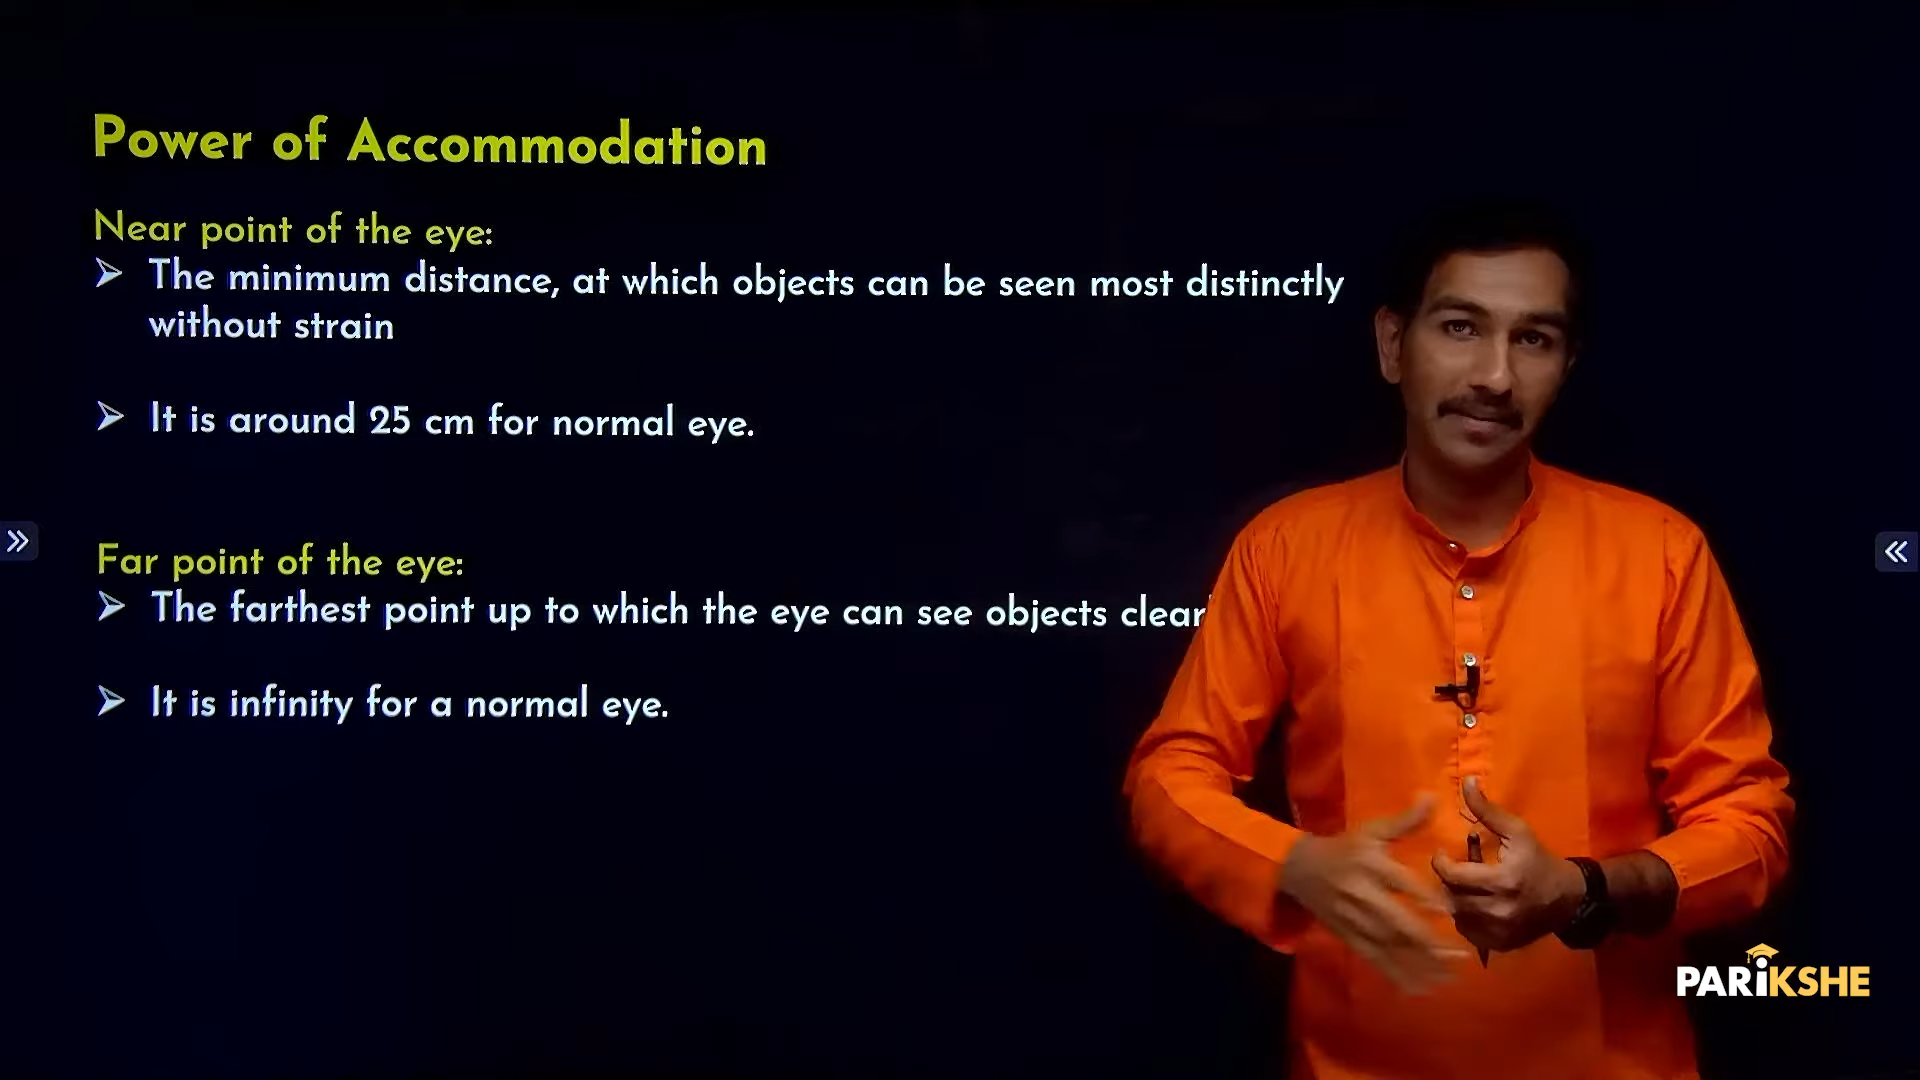 Power of Accommodation
Near point of the eye:
➢ The minimum distance, at which objects can be seen most distinctly
without strain
➢ It is around 25 cm for normal eye.
Far point of the eye:
➢ The farthest point up to which the eye can see objects
➢ It is infinity for a normal eye.
PARIKSHE